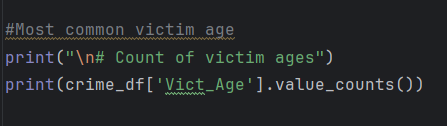 #Most common victim age
print("\n# Count of victim ages")
print(crime_df['Vict_Age'].value_counts())